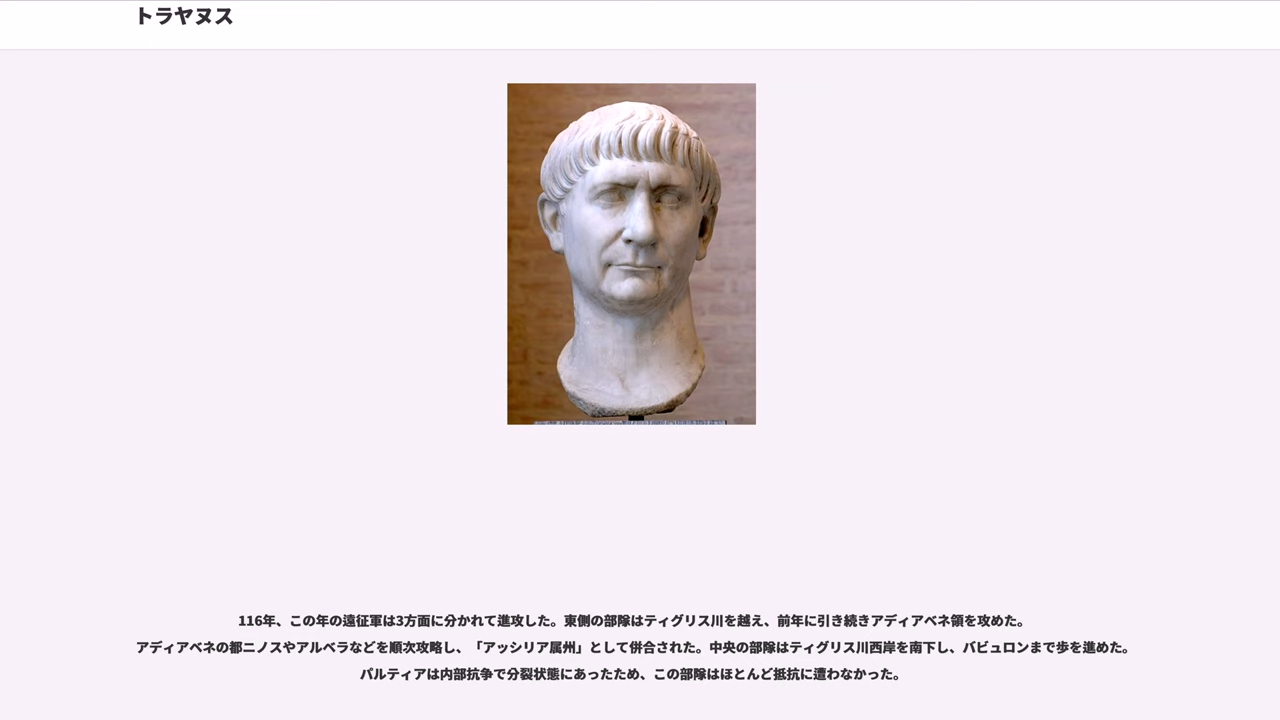 トラヤヌス
116年、この年の遠征軍は3方面に分かれて進攻した。東側の部隊はティグリス川を越え、前年に引き続きアディアベネ領を攻めた。
アディアベネの都ニノスやアルベラなどを順次攻略し、「アッシリア属州」として併合された。中央の部隊はティグリス川西岸を南下し、バビュロンまで歩を進めた。
パルティアは内部抗争で分裂状態にあったため、この部隊はほとんど抵抗に遭わなかった。